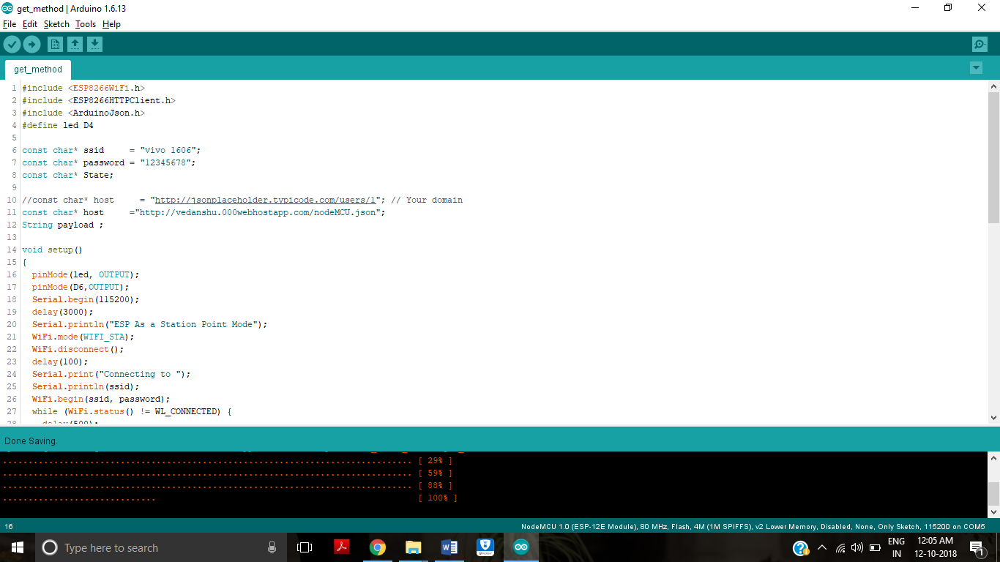 get_method | Arduino 1.6.13
File Edit Sketch Tools Help
get_method
1 #include <ESP8266WiFi.h>
2 #include <ESP8266HTTPClient.h>
3 #include <ArduinoJson.h>
4 #define led D4
5
6 const char* ssid     = "vivo 1606";
7 const char* password = "12345678";
8 const char* State;
9
10 //const char* host     = "http://jsonplaceholder.typicode.com/users/1"; // Your domain
11 const char* host     ="http://vedanshu.000webhostapp.com/nodeMCU.json";
12 String payload ;
13
14 void setup()
15 {
16   pinMode(led, OUTPUT);
17   pinMode(D6,OUTPUT);
18   Serial.begin(115200);
19   delay(3000);
20   Serial.println("ESP As a Station Point Mode");
21   WiFi.mode(WIFI_STA);
22   WiFi.disconnect();
23   delay(100);
24   Serial.print("Connecting to ");
25   Serial.println(ssid);
26   WiFi.begin(ssid, password);
27   while (WiFi.status() != WL_CONNECTED) {
28     delay(500);
Done Saving.
................................................................................ [ 29% ]
................................................................................ [ 59% ]
................................................................................ [ 88% ]
..............................                                                   [ 100% ]
16 NodeMCU 1.0 (ESP-12E Module), 80 MHz, Flash, 4M (1M SPIFFS), v2 Lower Memory, Disabled, None, Only Sketch, 115200 on COM5
Type here to search
ENG
IN
12:05 AM
12-10-2018
1